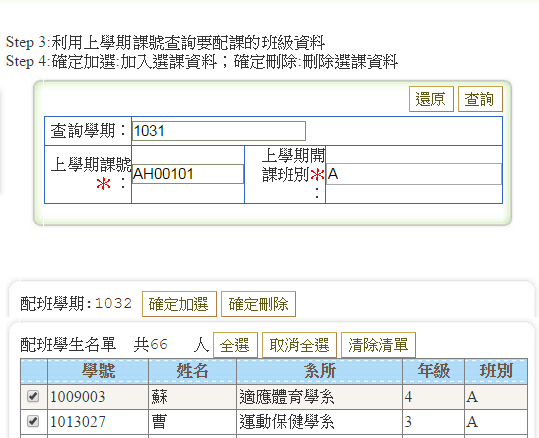 Step 3:利用上學期課號查詢要配課的班級資料
Step 4:確定加選:加入選課資料；確定刪除:刪除選課資料
還原 查詢
查詢學期： 1031
上學期課號＊： AH00101 上學期開課班別＊： A
配班學期:1032 確定加選 確定刪除
配班學生名單 共66 人 全選 取消全選 清除清單
學號 姓名 系所 年級 班別
1009003 蘇 適應體育學系 4 A
1013027 曹 運動保健學系 3 A